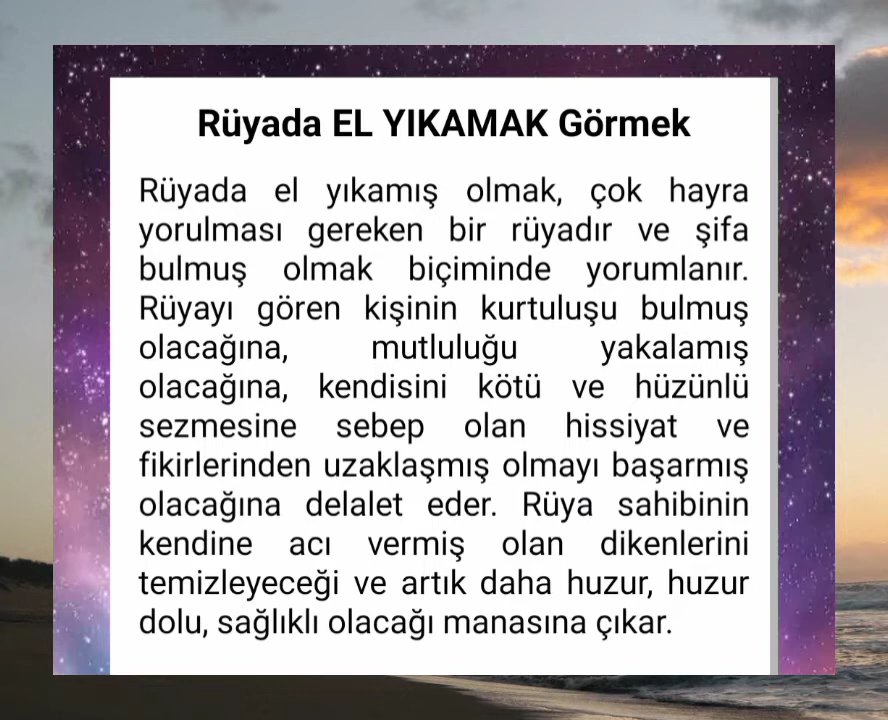 Rüyada EL YIKAMAK Görmek
Rüyada el yıkamış olmak, çok hayra
yorulması gereken bir rüyadır ve şifa
bulmuş olmak biçiminde yorumlanır.
Rüyayı gören kişinin kurtuluşu bulmuş
olacağına, mutluluğu yakalamış
olacağına, kendisini kötü ve hüzünlü
sezmesine sebep olan hissiyat ve
fikirlerinden uzaklaşmış olmayı başarmış
olacağına delalet eder. Rüya sahibinin
kendine acı vermiş olan dikenlerini
temizleyeceği ve artık daha huzur, huzur
dolu, sağlıklı olacağı manasına çıkar.